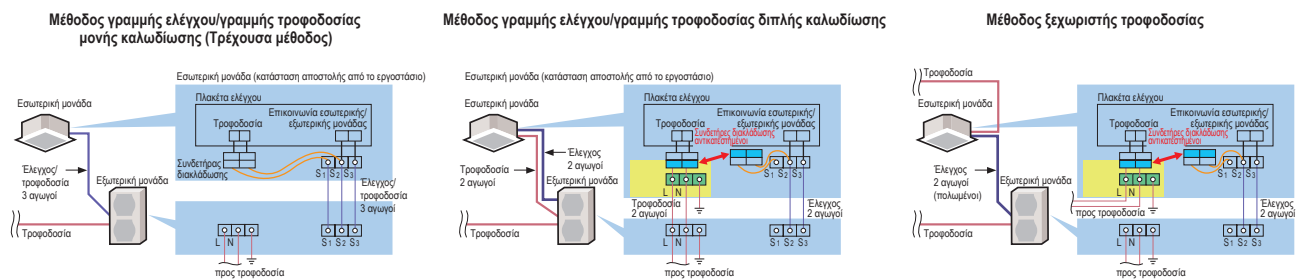 Μέθοδος γραμμής ελέγχου/γραμμής τροφοδοσίας
μονής καλωδίωσης (Τρέχουσα μέθοδος)
Εσωτερική μονάδα (κατάσταση αποστολής από το εργοστάσιο)
Εσωτερική μονάδα
Πλακέτα ελέγχου
Επικοινωνία εσωτερικής/
εξωτερικής μονάδας
Τροφοδοσία
Συνδετήρας
διακλάδωσης
S1 S2 S3
Έλεγχος/
τροφοδοσία
3 αγωγοί
Εξωτερική μονάδα
Έλεγχος/
τροφοδοσία
3 αγωγοί
Τροφοδοσία
L N
S1 S2 S3
προς τροφοδοσία
Μέθοδος γραμμής ελέγχου/γραμμής τροφοδοσίας διπλής καλωδίωσης
Εσωτερική μονάδα (κατάσταση αποστολής από το εργοστάσιο)
Εσωτερική μονάδα
Πλακέτα ελέγχου
Επικοινωνία εσωτερικής/
εξωτερικής μονάδας
Τροφοδοσία
Συνδετήρες διακλάδωσης
αντικατεστημένοι
Έλεγχος
2 αγωγοί
Τροφοδοσία
2 αγωγοί
S1 S2 S3
L N
Εξωτερική μονάδα
Τροφοδοσία
2 αγωγοί
Έλεγχος
2 αγωγοί
Τροφοδοσία
L N
S1 S2 S3
προς τροφοδοσία
Μέθοδος ξεχωριστής τροφοδοσίας
Τροφοδοσία
Εσωτερική μονάδα
Πλακέτα ελέγχου
Επικοινωνία εσωτερικής/
εξωτερικής μονάδας
Τροφοδοσία
Συνδετήρες διακλάδωσης
αντικατεστημένοι
Έλεγχος
2 αγωγοί
(πολωμένοι)
S1 S2 S3
L N
Εξωτερική μονάδα
προς τροφοδοσία
Έλεγχος
2 αγωγοί
Τροφοδοσία
L N
S1 S2 S3
προς τροφοδοσία